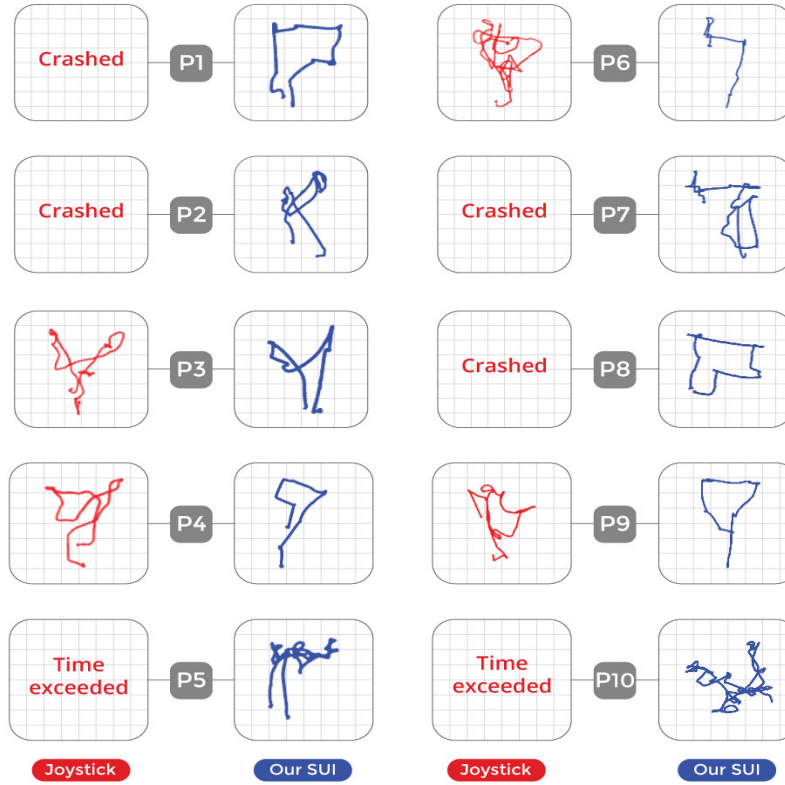 Crashed P1
P6
Crashed P2
Crashed P7
P3
Crashed P8
P4
P9
Time
exceeded P5
Time
exceeded P10
Joystick Our SUI Joystick Our SUI